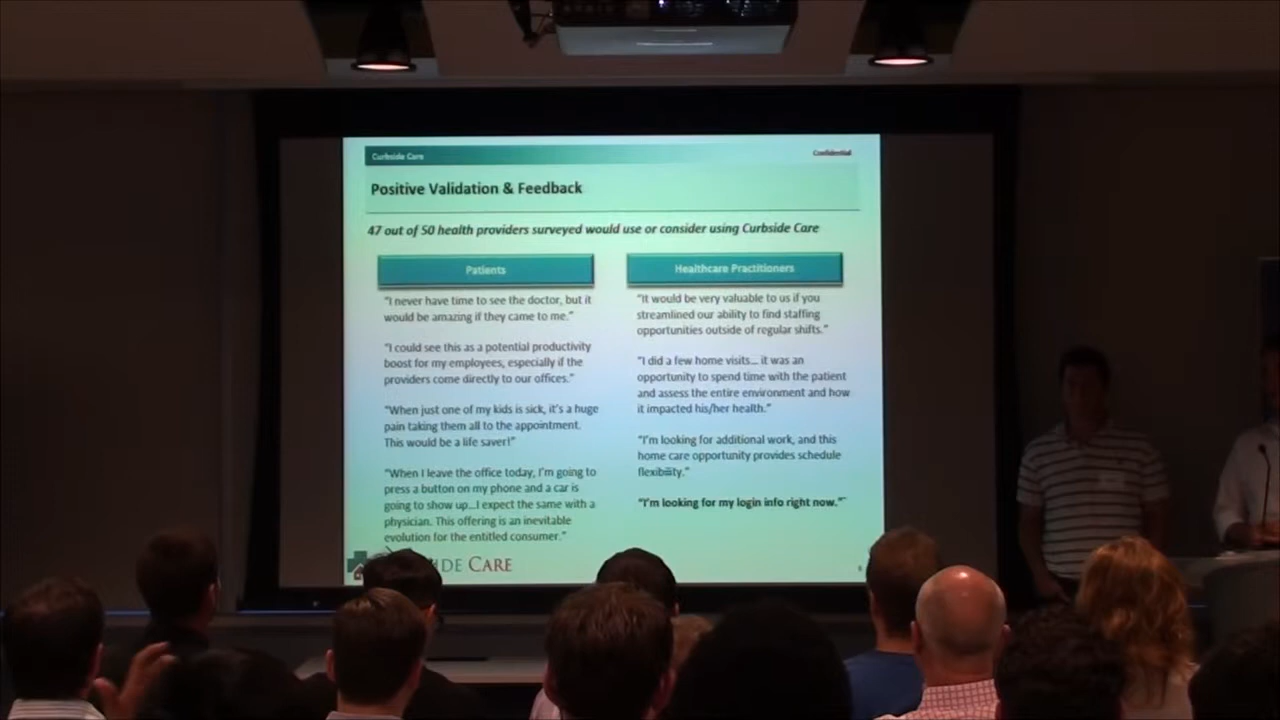 Curbside Care
Confidential
Positive Validation & Feedback
47 out of 50 health providers surveyed would use or consider using Curbside Care
Patients
"I never have time to see the doctor, but it
would be amazing if they came to me."
"I could see this as a potential productivity
boost for my employees, especially if the
providers come directly to our offices."
"When just one of my kids is sick, it's a huge
pain taking them all to the appointment.
This would be a life saver!"
"When I leave the office today, I'm going to
press a button on my phone and a car is
going to show up...I expect the same with a
physician. This offering is an inevitable
evolution for the entitled consumer."
Healthcare Practitioners
"It would be very valuable to us if you
streamlined our ability to find staffing
opportunities outside of regular shifts."
"I did a few home visits... it was an
opportunity to spend time with the patient
and assess the entire environment and how
it impacted his/her health."
"I'm looking for additional work, and this
home care opportunity provides schedule
flexibility."
"I'm looking for my login info right now."
IDE CARE